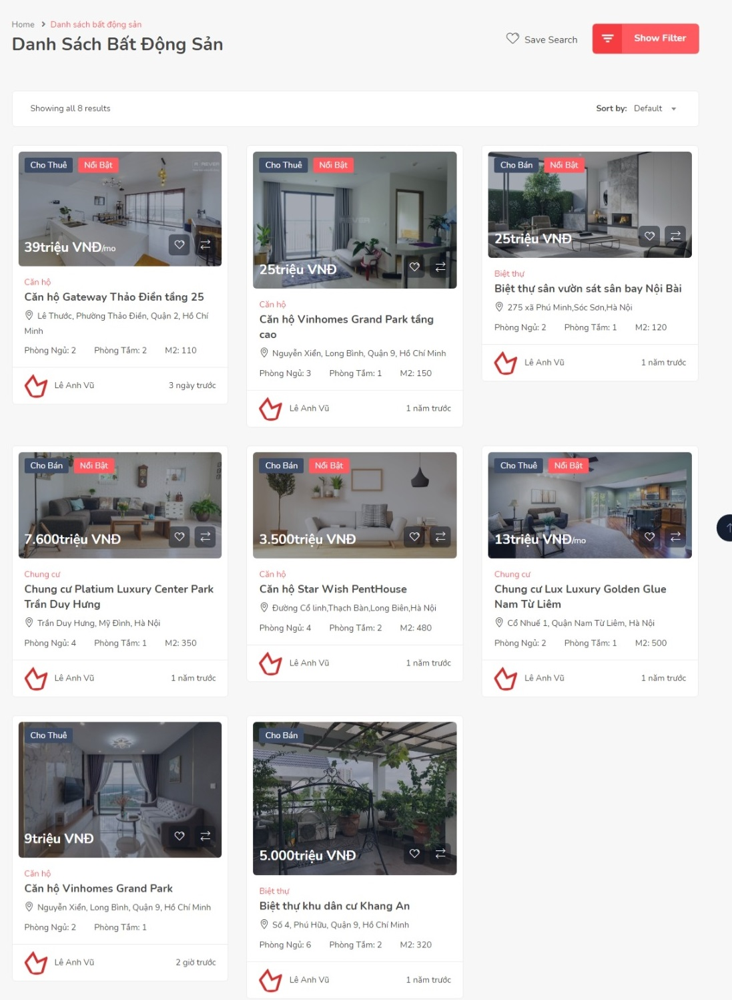 Home > Danh sách bất động sản
Danh Sách Bất Động Sản
Save Search
Show Filter
Showing all 8 results
Sort by: Default
Cho Thuê Nổi Bật
REVER
39triệu VNĐ/mo
Căn hộ
Căn hộ Gateway Thảo Điền tầng 25
Lê Thước, Phường Thảo Điền, Quận 2, Hồ Chí
Minh
Phòng Ngủ: 2 Phòng Tắm: 2 M2: 110
Lê Anh Vũ 3 ngày trước
Cho Thuê Nổi Bật
REVER
25triệu VNĐ
Căn hộ
Căn hộ Vinhomes Grand Park tầng
cao
Nguyễn Xiển, Long Bình, Quận 9, Hồ Chí Minh
Phòng Ngủ: 3 Phòng Tắm: 1 M2: 150
Lê Anh Vũ 1 năm trước
Cho Bán Nổi Bật
25triệu VNĐ
Biệt thự
Biệt thự sân vườn sát sân bay Nội Bài
275 xã Phú Minh,Sóc Sơn,Hà Nội
Phòng Ngủ: 2 Phòng Tắm: 1 M2: 120
Lê Anh Vũ 1 năm trước
Cho Bán Nổi Bật
7.600triệu VNĐ
Chung cư
Chung cư Platium Luxury Center Park
Trần Duy Hưng
Trần Duy Hưng, Mỹ Đình, Hà Nội
Phòng Ngủ: 4 Phòng Tắm: 1 M2: 350
Lê Anh Vũ 1 năm trước
Cho Bán Nổi Bật
3.500triệu VNĐ
Căn hộ
Căn hộ Star Wish PentHouse
Đường Cổ linh,Thạch Bàn,Long Biên,Hà Nội
Phòng Ngủ: 4 Phòng Tắm: 2 M2: 480
Lê Anh Vũ 1 năm trước
Cho Thuê Nổi Bật
13triệu VNĐ/mo
Chung cư
Chung cư Lux Luxury Golden Glue
Nam Từ Liêm
Cổ Nhuế 1, Quận Nam Từ Liêm, Hà Nội
Phòng Ngủ: 2 Phòng Tắm: 1 M2: 500
Lê Anh Vũ 1 năm trước
Cho Thuê
9triệu VNĐ
Căn hộ
Căn hộ Vinhomes Grand Park
Nguyễn Xiển, Long Bình, Quận 9, Hồ Chí Minh
Phòng Ngủ: 2 Phòng Tắm: 1
Lê Anh Vũ 2 giờ trước
Cho Bán
5.000triệu VNĐ
Biệt thự
Biệt thự khu dân cư Khang An
Số 4, Phú Hữu, Quận 9, Hồ Chí Minh
Phòng Ngủ: 6 Phòng Tắm: 2 M2: 320
Lê Anh Vũ 1 năm trước